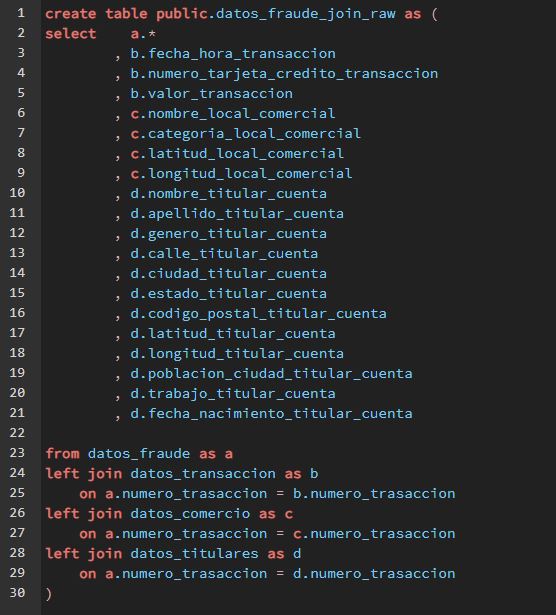 1 create table public.datos_fraude_join_raw as (
2 select a.*
3 , b.fecha_hora_transaccion
4 , b.numero_tarjeta_credito_transaccion
5 , b.valor_transaccion
6 , c.nombre_local_comercial
7 , c.categoria_local_comercial
8 , c.latitud_local_comercial
9 , c.longitud_local_comercial
10 , d.nombre_titular_cuenta
11 , d.apellido_titular_cuenta
12 , d.genero_titular_cuenta
13 , d.calle_titular_cuenta
14 , d.ciudad_titular_cuenta
15 , d.estado_titular_cuenta
16 , d.codigo_postal_titular_cuenta
17 , d.latitud_titular_cuenta
18 , d.longitud_titular_cuenta
19 , d.poblacion_ciudad_titular_cuenta
20 , d.trabajo_titular_cuenta
21 , d.fecha_nacimiento_titular_cuenta
22
23 from datos_fraude as a
24 left join datos_transaccion as b
25 on a.numero_trasaccion = b.numero_trasaccion
26 left join datos_comercio as c
27 on a.numero_trasaccion = c.numero_trasaccion
28 left join datos_titulares as d
29 on a.numero_trasaccion = d.numero_trasaccion
30 )